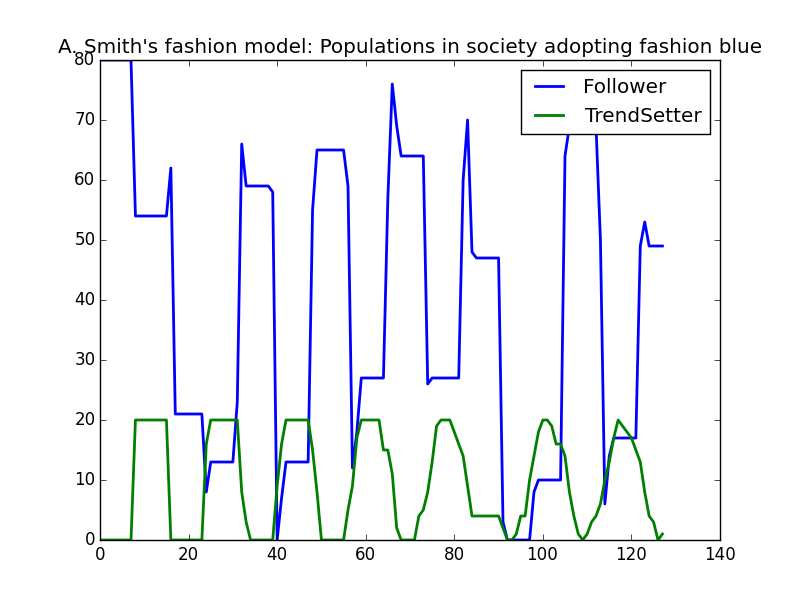 A. Smith's fashion model: Populations in society adopting fashion blue
80
70
60
50
40
30
20
10
0
Follower
TrendSetter
0 20 40 60 80 100 120 140